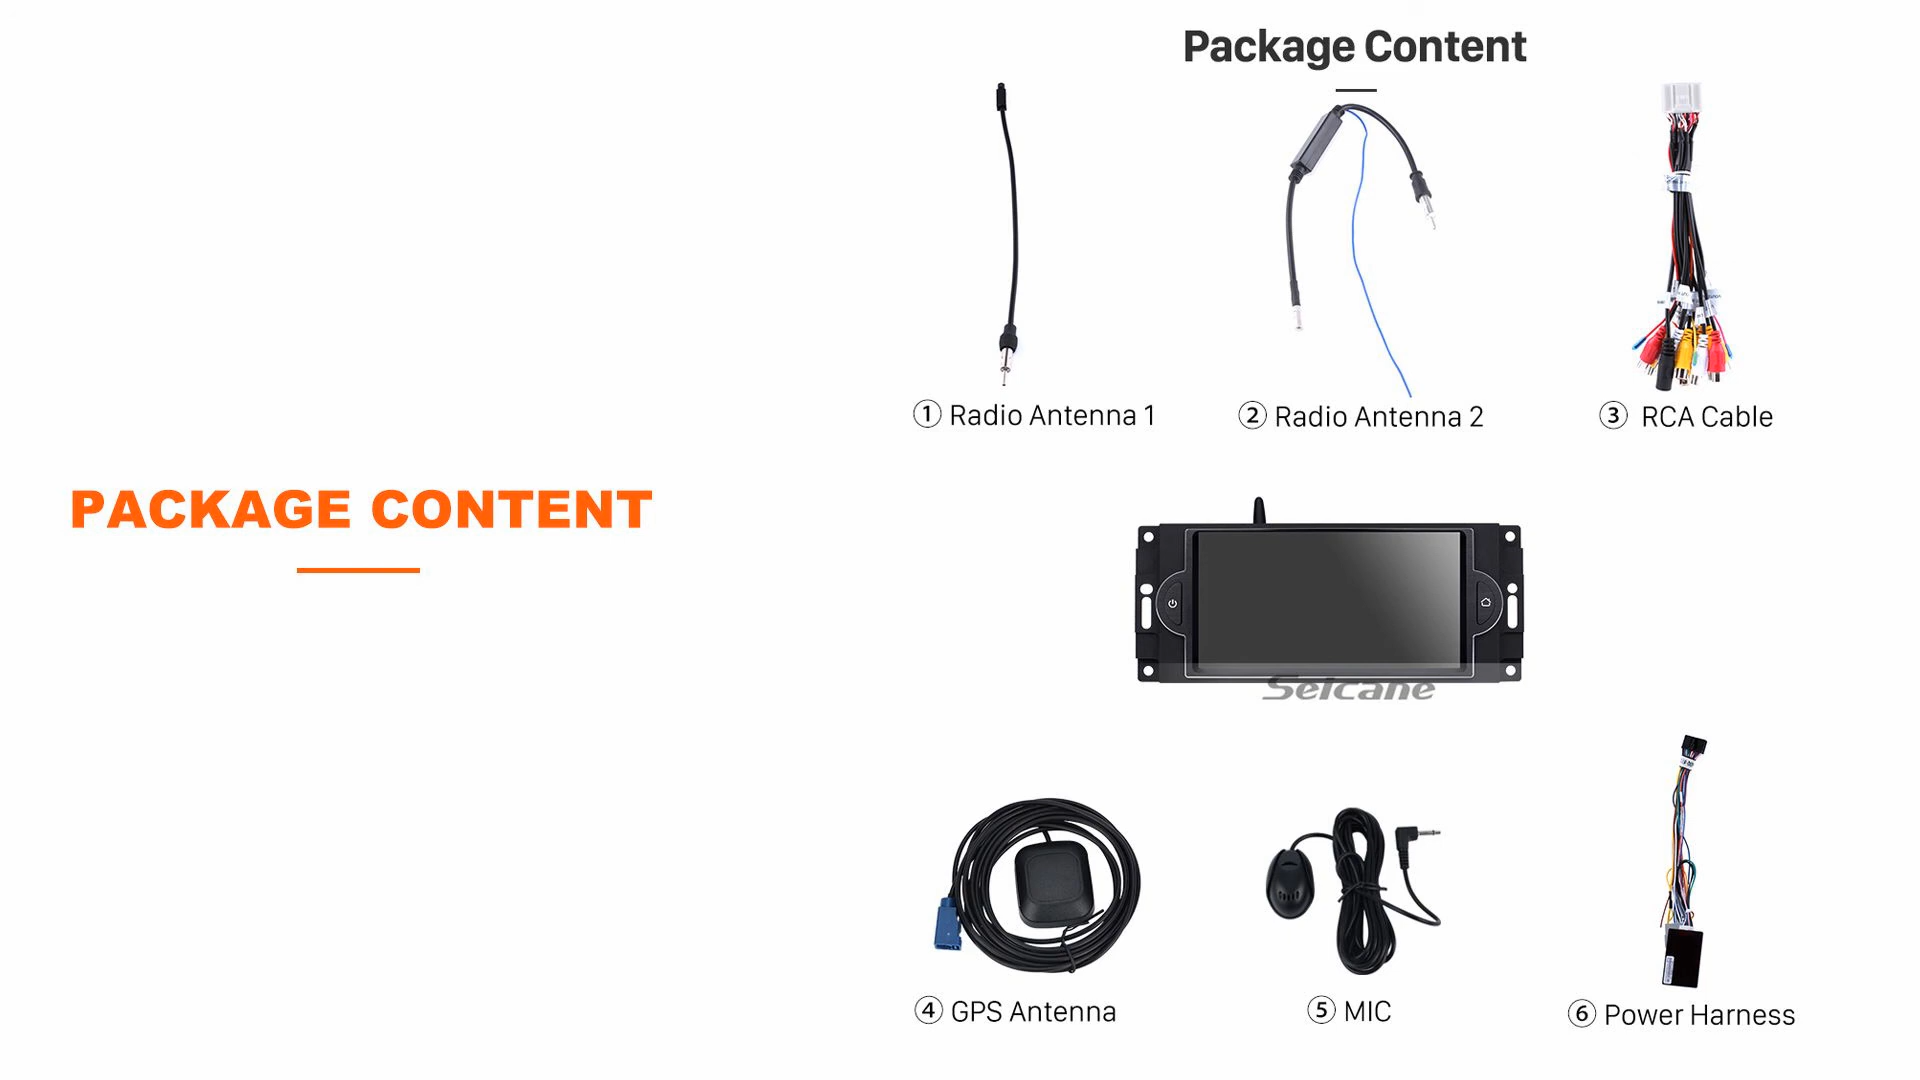 Package Content
① Radio Antenna 1
② Radio Antenna 2
③ RCA Cable
PACKAGE CONTENT
Seicane
④ GPS Antenna
⑤ MIC
⑥ Power Harness